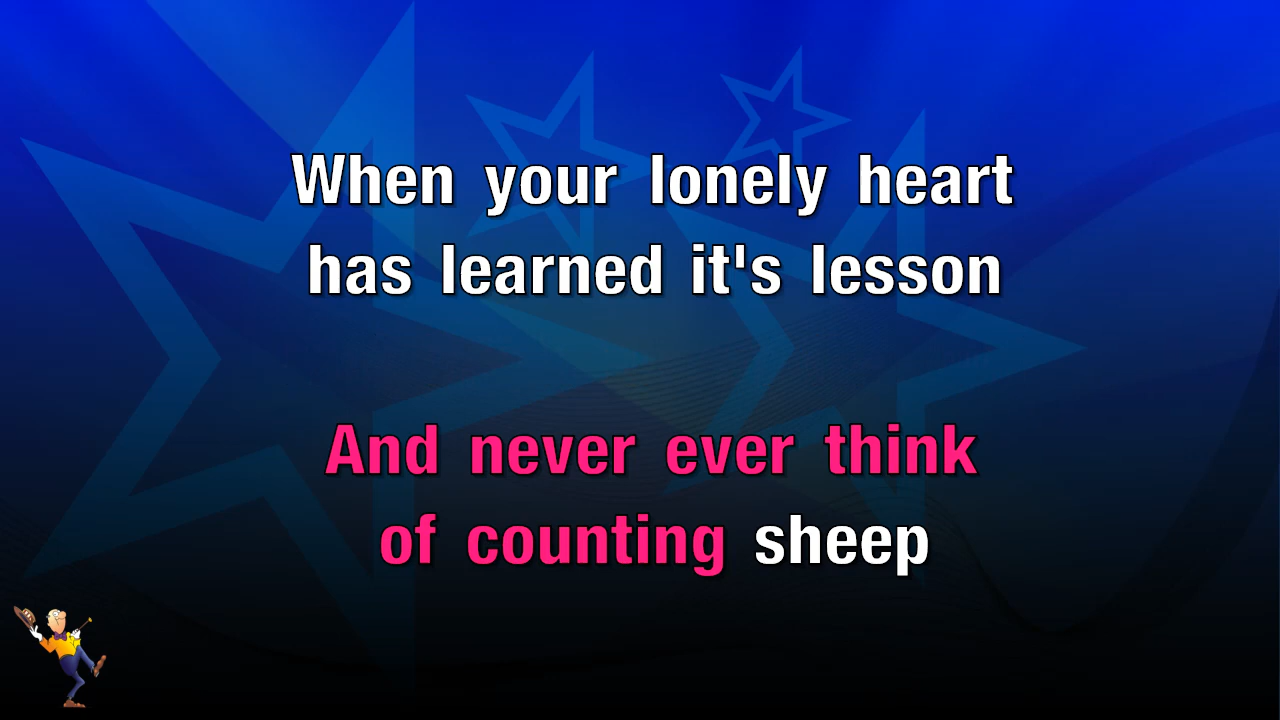 When your lonely heart
has learned it's lesson
And never ever think
of counting sheep